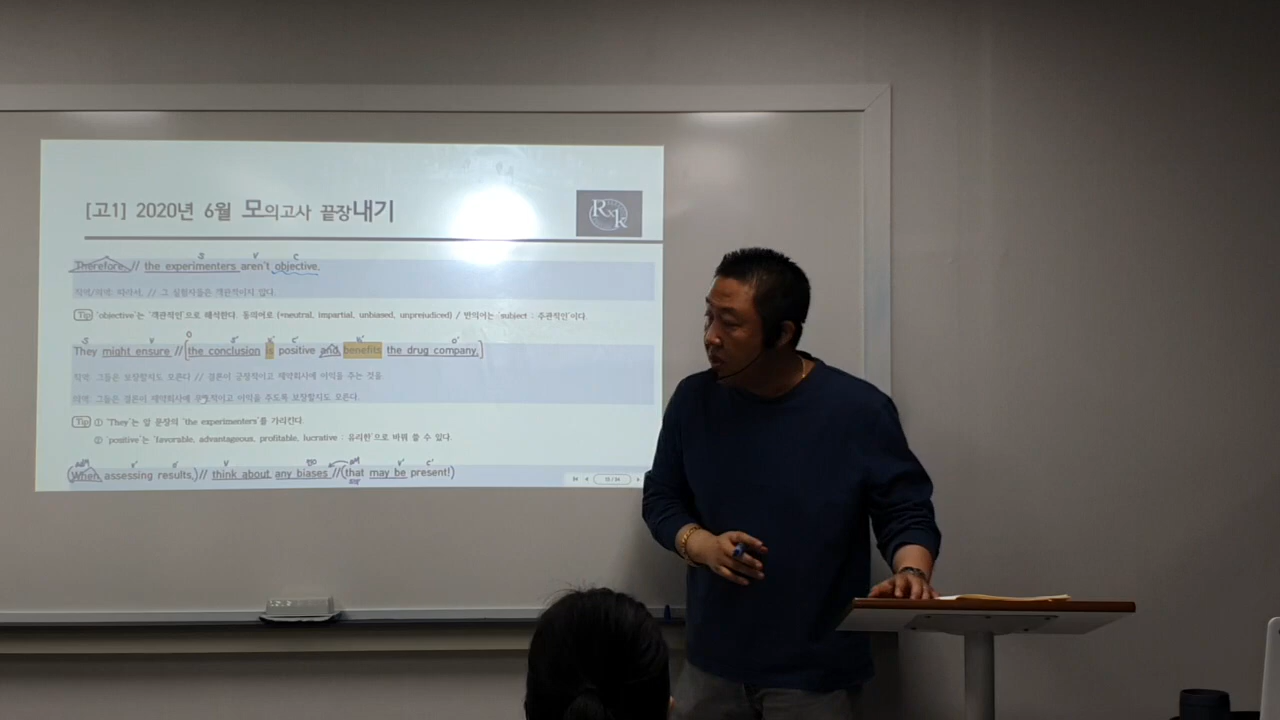 [고1] 2020년 6월 모의고사 끝장내기
RK
S V C
Therefore, // the experimenters aren't objective.
직역/의역: 따라서, // 그 실험자들은 객관적이지 않다.
Tip 'objective'는 '객관적인'으로 해석한다. 동의어로 (=neutral, impartial, unbiased, unprejudiced) / 반의어는 'subject : 주관적인'이다.
S V O S' V' C' V' O'
They might ensure // [the conclusion is positive and benefits the drug company.]
직역: 그들은 보장할지도 모른다 // 결론이 긍정적이고 제약회사에 이익을 주는 것을.
의역: 그들은 결론이 제약회사에 긍정적이고 이익을 주도록 보장할지도 모른다.
Tip ① 'They'는 앞 문장의 'the experimenters'를 가리킨다.
② 'positive'는 'favorable, advantageous, profitable, lucrative : 유리한'으로 바꿔 쓸 수 있다.
V' O' V V' C'
(When assessing results,)// think about any biases //(that may be present!)